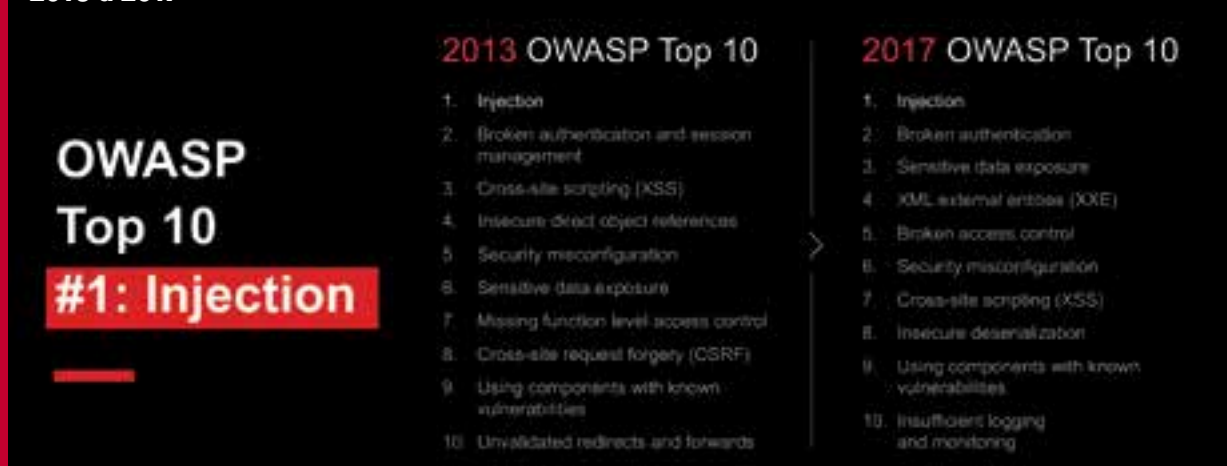 OWASP
Top 10
#1: Injection
2013 OWASP Top 10
1. Injection
2. Broken authentication and session
management
3. Cross-site scripting (XSS)
4. Insecure direct object references
5. Security misconfiguration
6. Sensitive data exposure
7. Missing function level access control
8. Cross-site request forgery (CSRF)
9. Using components with known
vulnerabilities
10. Unvalidated redirects and forwards
2017 OWASP Top 10
1. Injection
2. Broken authentication
3. Sensitive data exposure
4. XML external entities (XXE)
5. Broken access control
6. Security misconfiguration
7. Cross-site scripting (XSS)
8. Insecure deserialization
9. Using components with known
vulnerabilities
10. Insufficient logging
and monitoring